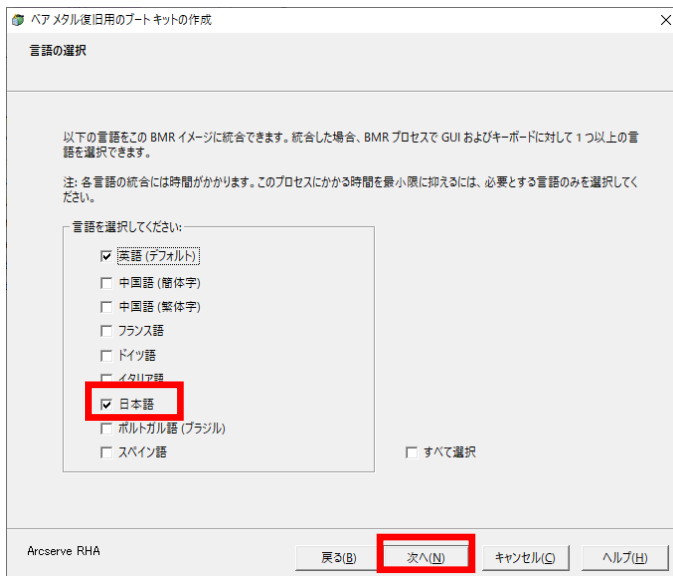 ベア メタル復旧用のブート キットの作成
言語の選択
以下の言語をこの BMR イメージに統合できます。統合した場合、BMR プロセスで GUI およびキーボードに対して 1 つ以上の言
語を選択できます。
注: 各言語の統合には時間がかかります。このプロセスにかかる時間を最小限に抑えるには、必要とする言語のみを選択してく
ださい。
言語を選択してください:
英語 (デフォルト)
中国語 (簡体字)
中国語 (繁体字)
フランス語
ドイツ語
イタリア語
日本語
ポルトガル語 (ブラジル)
スペイン語
すべて選択
Arcserve RHA
戻る(B)
次へ(N)
キャンセル(C)
ヘルプ(H)